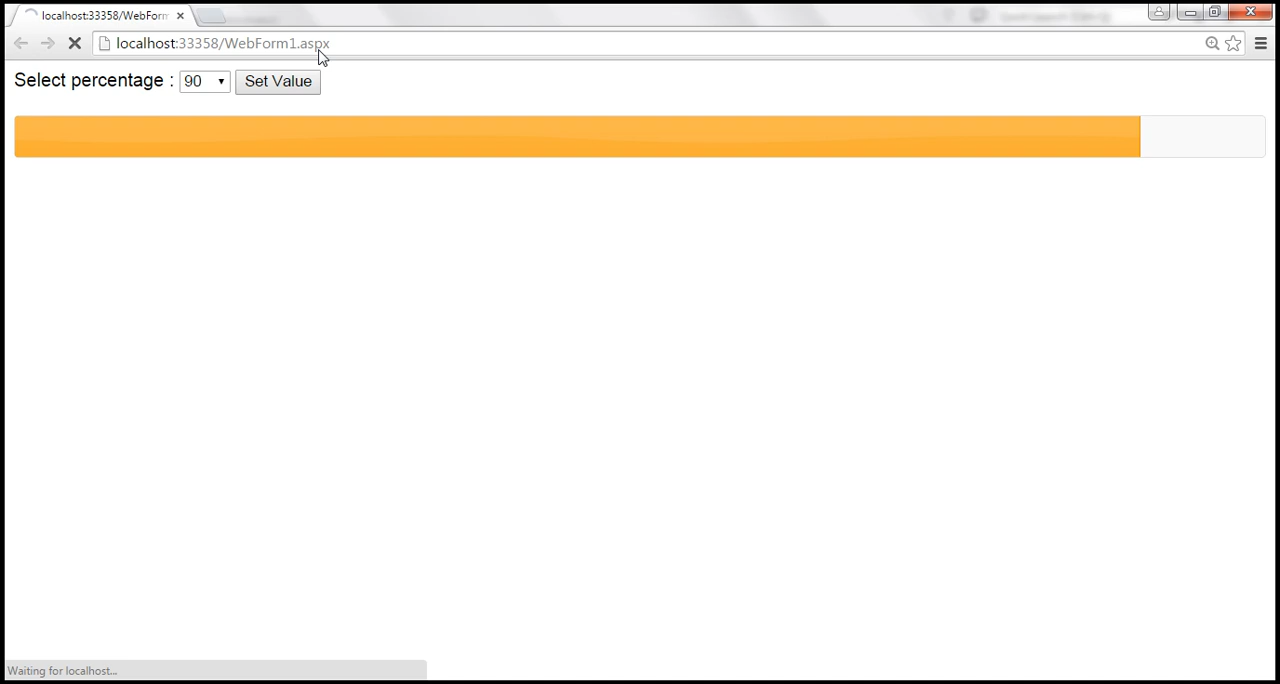 localhost:33358/WebForm
localhost:33358/WebForm1.aspx
Select percentage : 90 Set Value
Waiting for localhost...